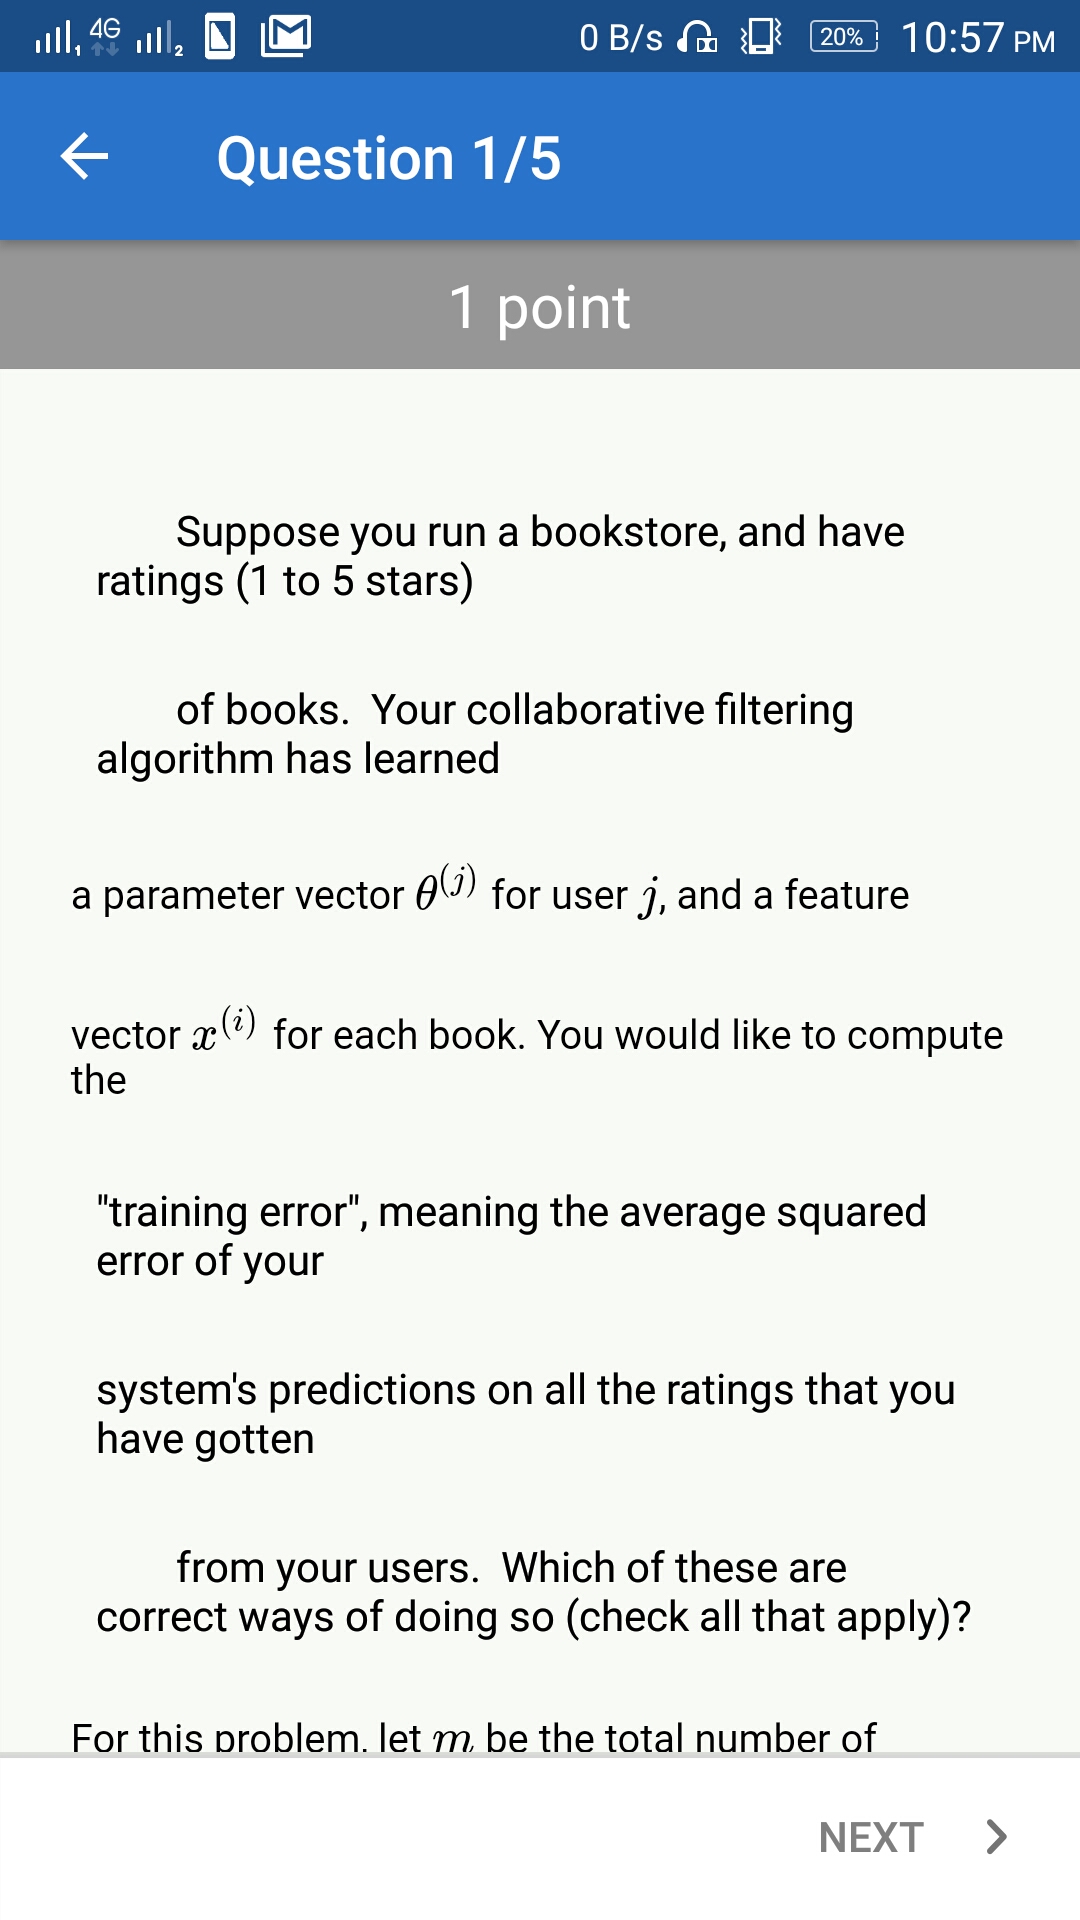 1 4G 2 0 B/s 20% 10:57 PM
Question 1/5
1 point
Suppose you run a bookstore, and have
ratings (1 to 5 stars)
of books.  Your collaborative filtering
algorithm has learned
a parameter vector θ^(j) for user j, and a feature
vector x^(i) for each book. You would like to compute
the
"training error", meaning the average squared
error of your
system's predictions on all the ratings that you
have gotten
from your users.  Which of these are
correct ways of doing so (check all that apply)?
For this problem, let m be the total number of
NEXT